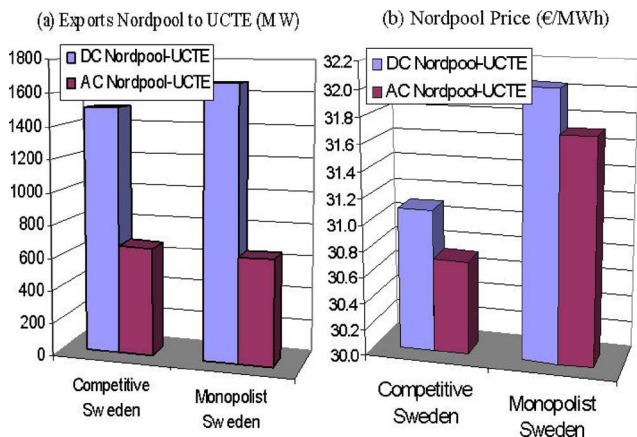 (a) Exports Nordpool to UCTE (MW)
DC Nordpool-UCTE
AC Nordpool-UCTE
1800
1600
1400
1200
1000
800
600
400
200
0
Competitive
Sweden
Monopolist
Sweden
(b) Nordpool Price (€/MWh)
DC Nordpool-UCTE
AC Nordpool-UCTE
32.2
32.0
31.8
31.6
31.4
31.2
31.0
30.8
30.6
30.4
30.2
30.0
Competitive
Sweden
Monopolist
Sweden